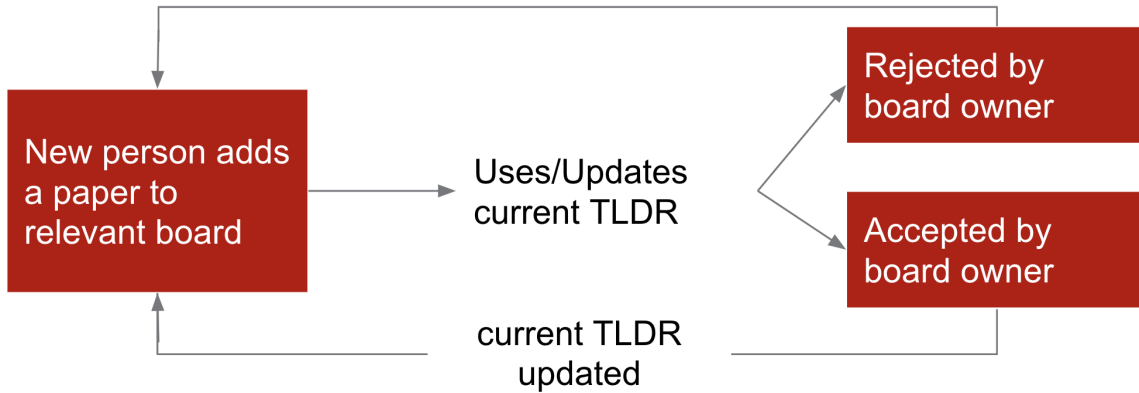 New person adds
a paper to
relevant board
Uses/Updates
current TLDR
Rejected by
board owner
Accepted by
board owner
current TLDR
updated